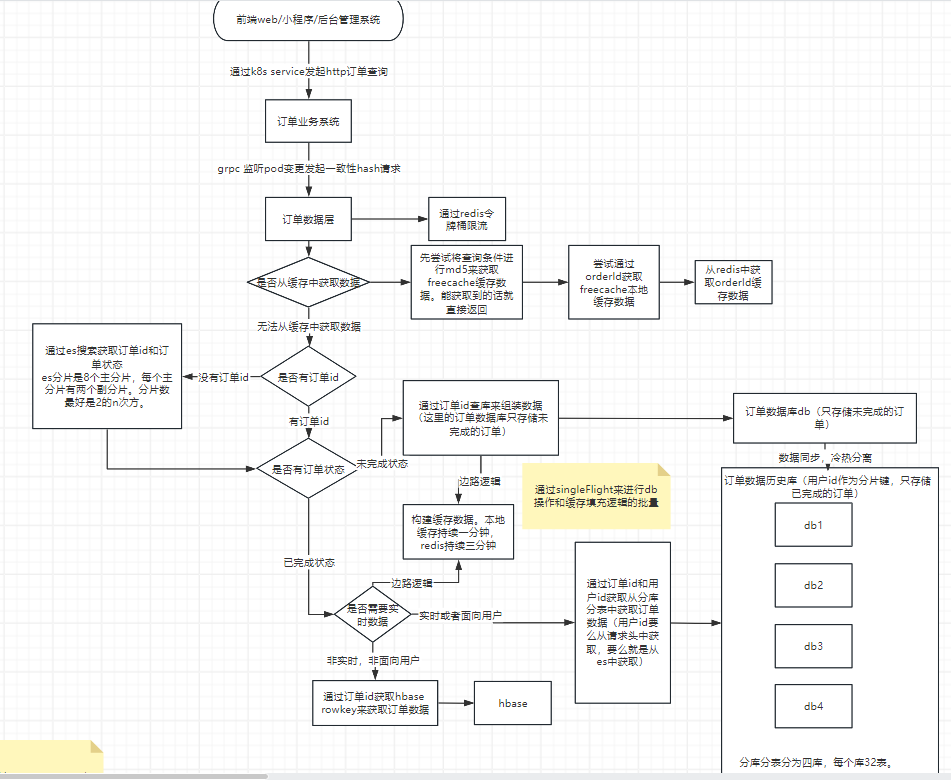 前端web/小程序/后台管理系统
通过k8s service发起http订单查询
订单业务系统
grpc 监听pod变更发起一致性hash请求
订单数据层
通过redis令
牌桶限流
是否从缓存中获取数据
先尝试将查询条件进
行md5来获取
freecache缓存数
据。能获取到的话就
直接返回
尝试通过
orderId获取
freecache本地
缓存数据
从redis中获
取orderId缓
存数据
无法从缓存中获取数据
通过es搜索获取订单id和订
单状态
es分片是8个主分片，每个主
分片有两个副分片。分片数
最好是2的n次方。
没有订单id
是否有订单id
有订单id
是否有订单状态
未完成状态
通过订单id查库来组装数据
（这里的订单数据库只存储未
完成的订单）
订单数据库db（只存储未完成的订
单）
数据同步，冷热分离
边路逻辑
通过singleFlight来进行db
操作和缓存填充逻辑的批量
构建缓存数据。本地
缓存持续一分钟，
redis持续三分钟
订单数据历史库（用户id作为分片键，只存储
已完成的订单）
db1
db2
db3
db4
分库分表分为四库，每个库32表。
已完成状态
边路逻辑
是否需要实
时数据
实时或者面向用户
通过订单id和用
户id获取从分库
分表中获取订单
数据（用户id要
么从请求头中获
取，要么就是从
es中获取）
非实时，非面向用户
通过订单id获取hbase
rowkey来获取订单数据
hbase